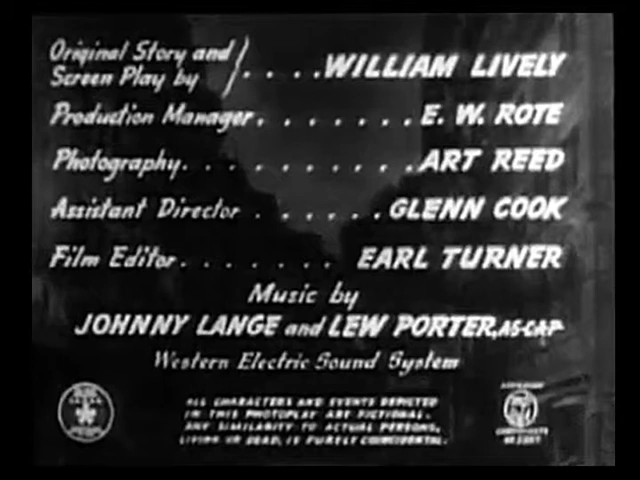 Original Story and
Screen Play by } . . . . WILLIAM LIVELY
Production Manager . . . . . . . E. W. ROTE
Photography . . . . . . . . . . . ART REED
Assistant Director . . . . . . GLENN COOK
Film Editor . . . . . . . EARL TURNER
Music by
JOHNNY LANGE and LEW PORTER, A·S·C·A·P
Western Electric Sound System
ALL CHARACTERS AND EVENTS DEPICTED
IN THIS PHOTOPLAY ARE FICTIONAL.
ANY SIMILARITY TO ACTUAL PERSONS,
LIVING OR DEAD, IS PURELY COINCIDENTAL.